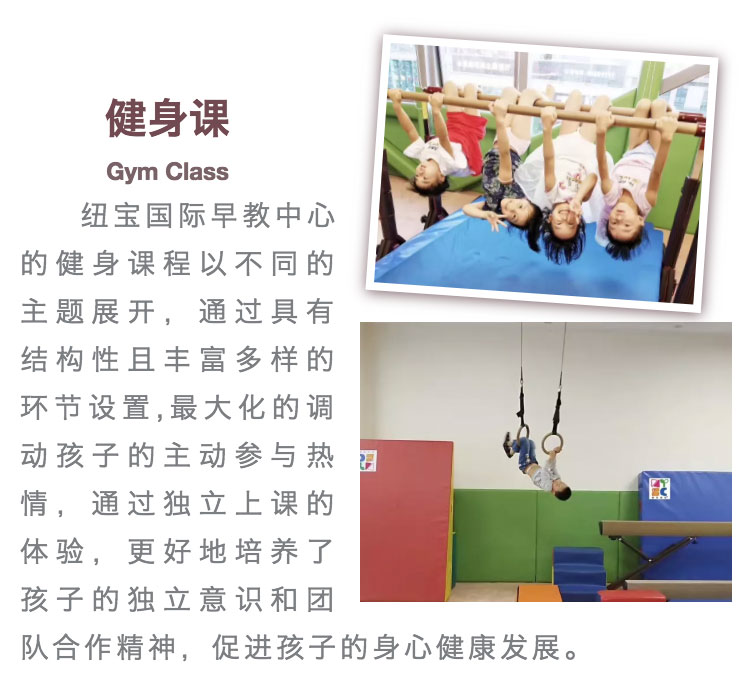 健身课
Gym Class
纽宝国际早教中心
的健身课程以不同的
主题展开，通过具有
结构性且丰富多样的
环节设置,最大化的调
动孩子的主动参与热
情，通过独立上课的
体验，更好地培养了
孩子的独立意识和团
队合作精神，促进孩子的身心健康发展。